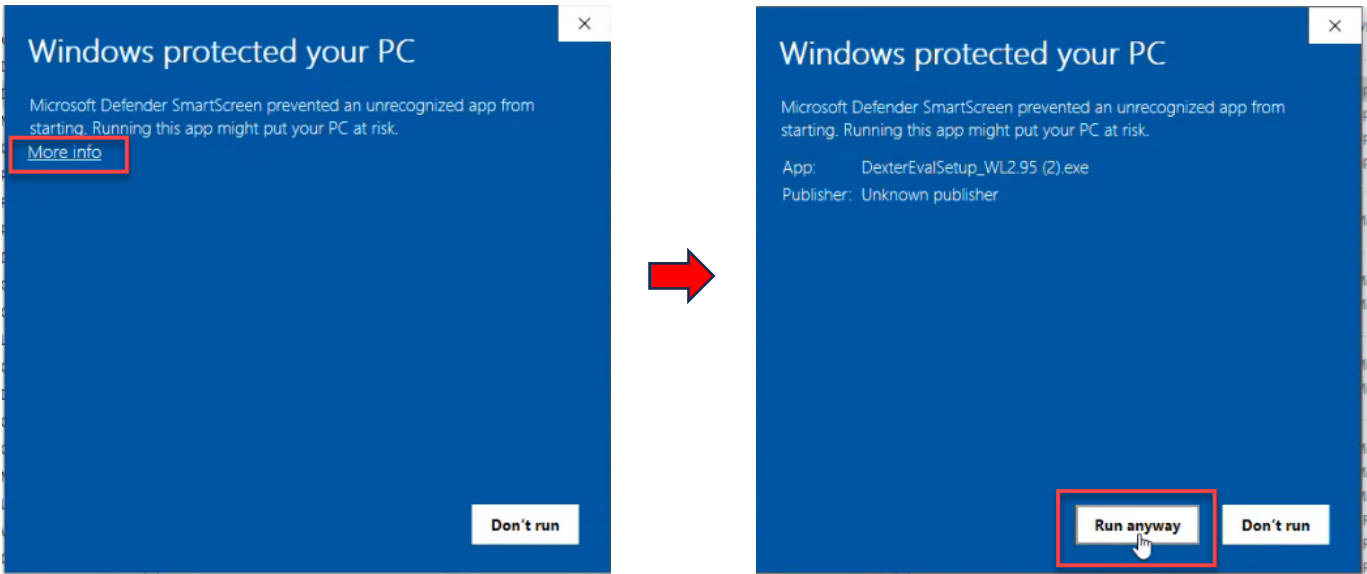 Windows protected your PC
Microsoft Defender SmartScreen prevented an unrecognized app from
starting. Running this app might put your PC at risk.
More info
Don't run
Windows protected your PC
Microsoft Defender SmartScreen prevented an unrecognized app from
starting. Running this app might put your PC at risk.
App: DexterEvalSetup_WL2.95 (2).exe
Publisher: Unknown publisher
Run anyway Don't run